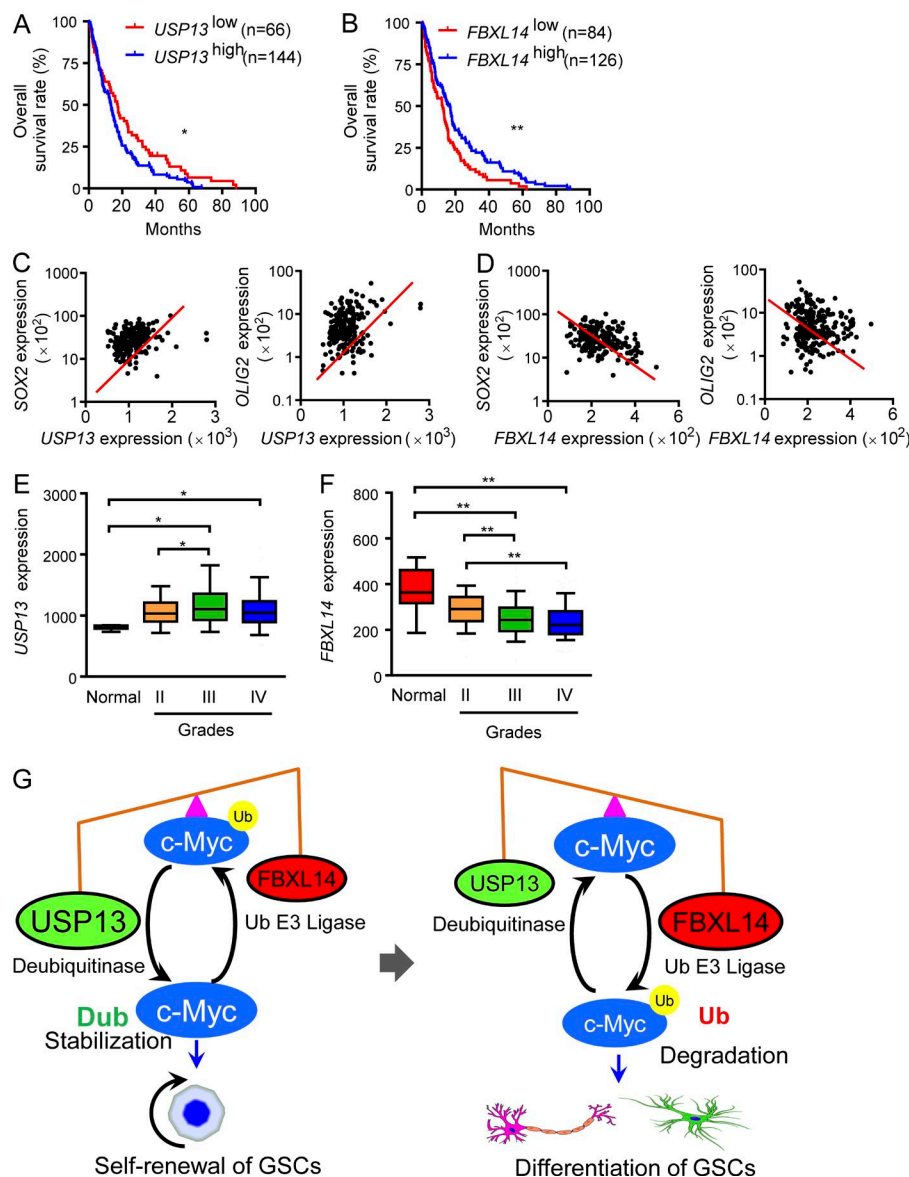 A
USP13 low (n=66)
USP13 high (n=144)
Overall survival rate (%)
100
75
50
25
0
*
0 20 40 60 80 100
Months
B
FBXL14 low (n=84)
FBXL14 high (n=126)
Overall survival rate (%)
100
75
50
25
0
**
0 20 40 60 80 100
Months
C
SOX2 expression (×10²)
1000
100
10
1
0 1 2 3
USP13 expression (×10³)
OLIG2 expression (×10²)
100
10
1
0.1
0 1 2 3
USP13 expression (×10³)
D
SOX2 expression (×10²)
1000
100
10
1
0 2 4 6
FBXL14 expression (×10²)
OLIG2 expression (×10²)
100
10
1
0.1
0 2 4 6
FBXL14 expression (×10²)
E
USP13 expression
3000
2000
1000
0
*
*
*
Normal II III IV
Grades
F
FBXL14 expression
800
600
400
200
0
**
**
**
**
Normal II III IV
Grades
G
Ub
c-Myc
USP13
Deubiquitinase
FBXL14
Ub E3 Ligase
c-Myc
Dub
Stabilization
Self-renewal of GSCs
c-Myc
USP13
Deubiquitinase
FBXL14
Ub E3 Ligase
Ub
c-Myc
Ub
Degradation
Differentiation of GSCs